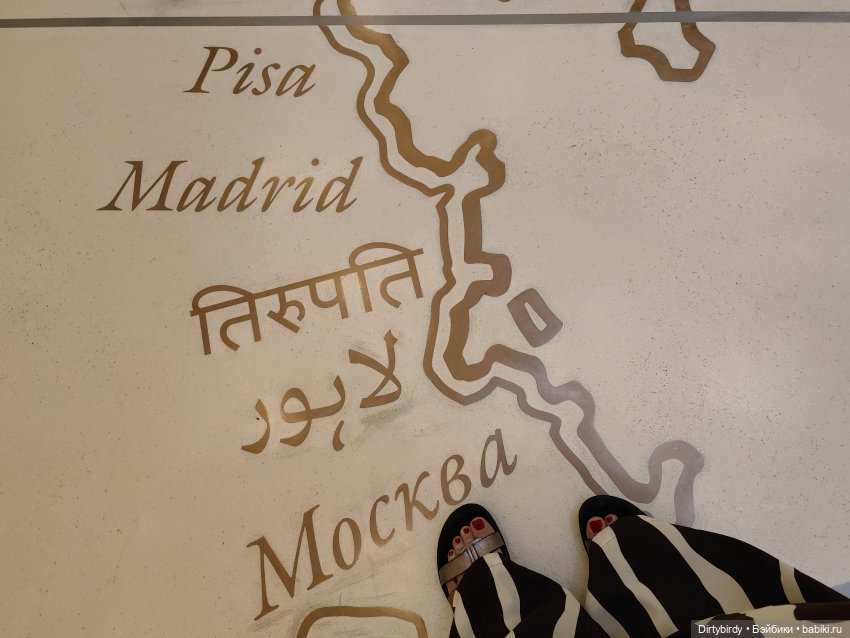 Pisa
Madrid
तिरुपति
لاہور
Москва
Dirtybirdy • Бэйбики • babiki.ru